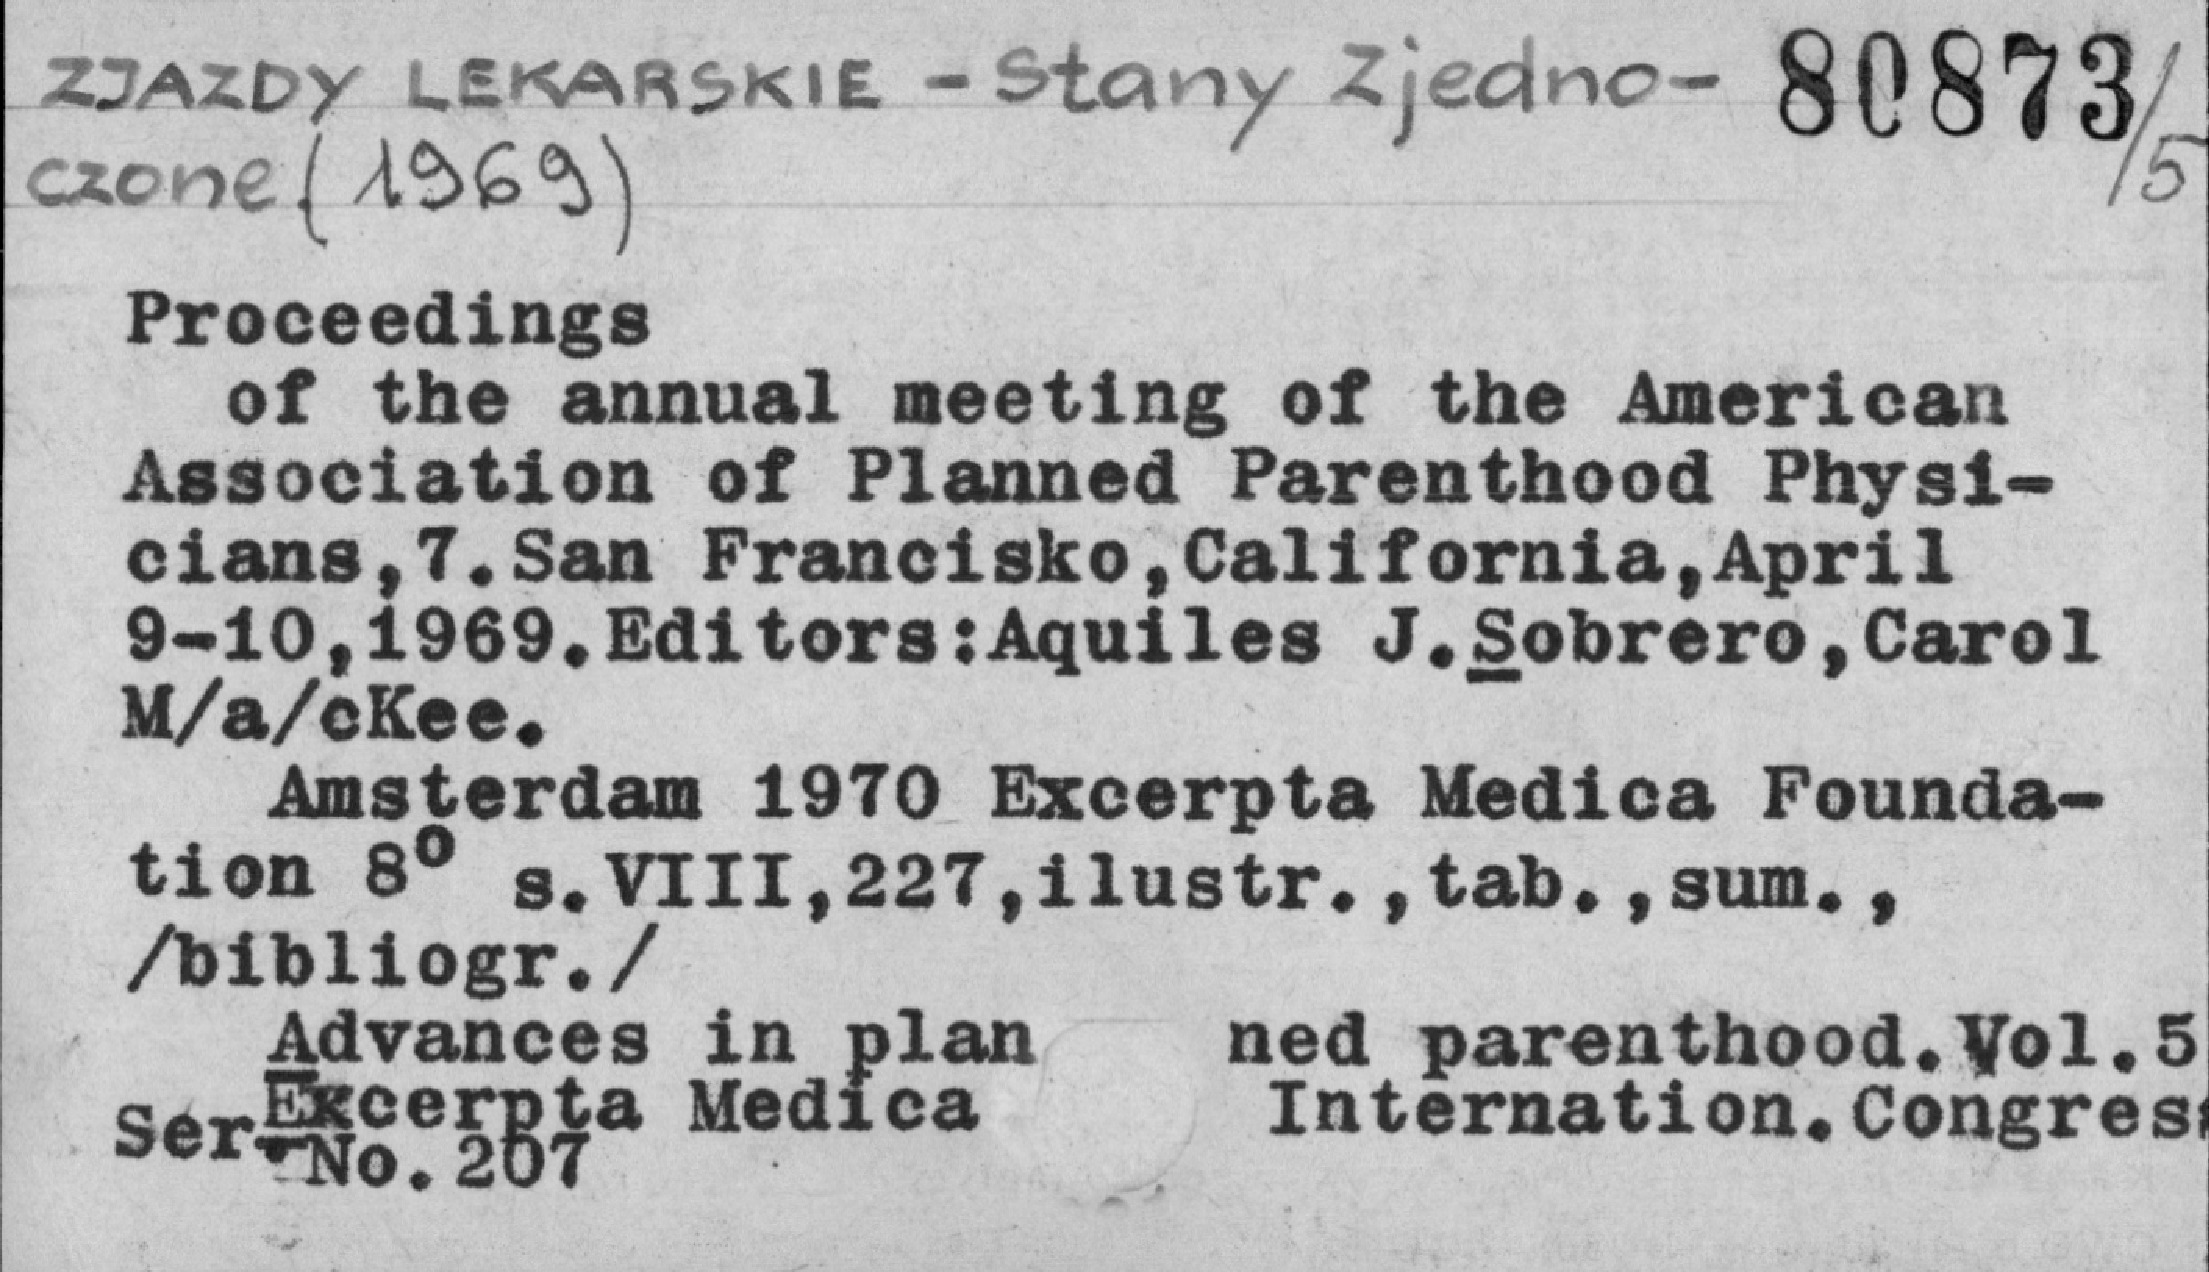 ZJAZDY LEKARSKIE - Stany Zjedno- 80873/5
czone (1969)
Proceedings
of the annual meeting of the American
Association of Planned Parenthood Physi-
cians,7.San Francisko,California,April
9-10,1969.Editors:Aquiles J.Sobrero,Carol
M/a/cKee.
Amsterdam 1970 Excerpta Medica Founda-
tion 8º s.VIII,227,ilustr.,tab.,sum.,
/bibliogr./
Advances in plan ned parenthood.Vol.5
Excerpta Medica Internation.Congress
Ser. No.207